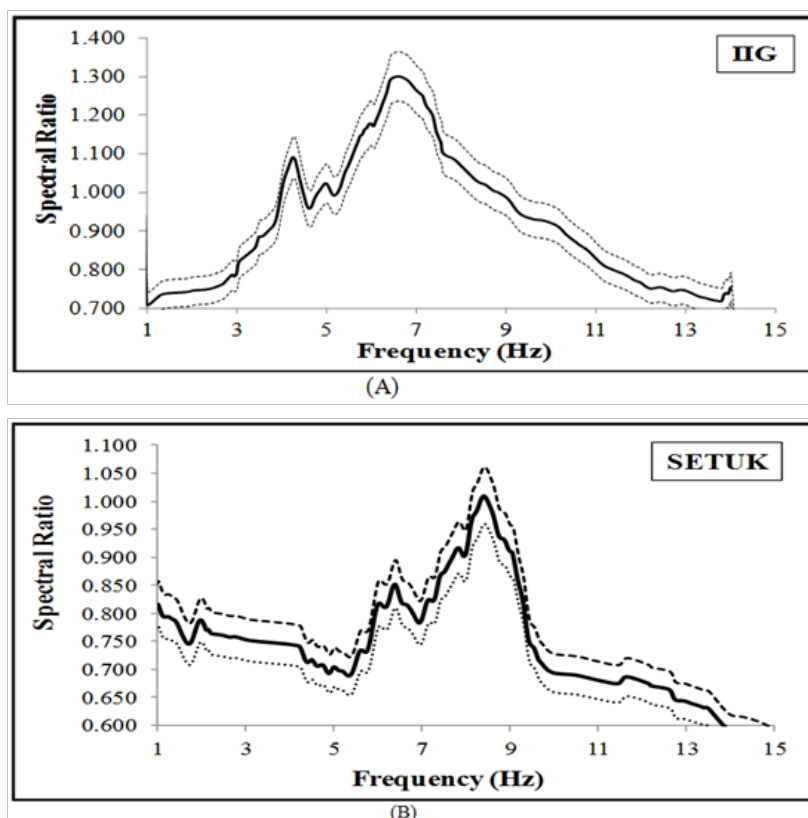 1.400
IIG
1.300
1.200
1.100
1.000
0.900
0.800
0.700
Spectral Ratio
1 3 5 7 9 11 13 15
Frequency (Hz)
(A)
1.100
SETUK
1.050
1.000
0.950
0.900
0.850
0.800
0.750
0.700
0.650
0.600
Spectral Ratio
1 3 5 7 9 11 13 15
Frequency (Hz)
(B)